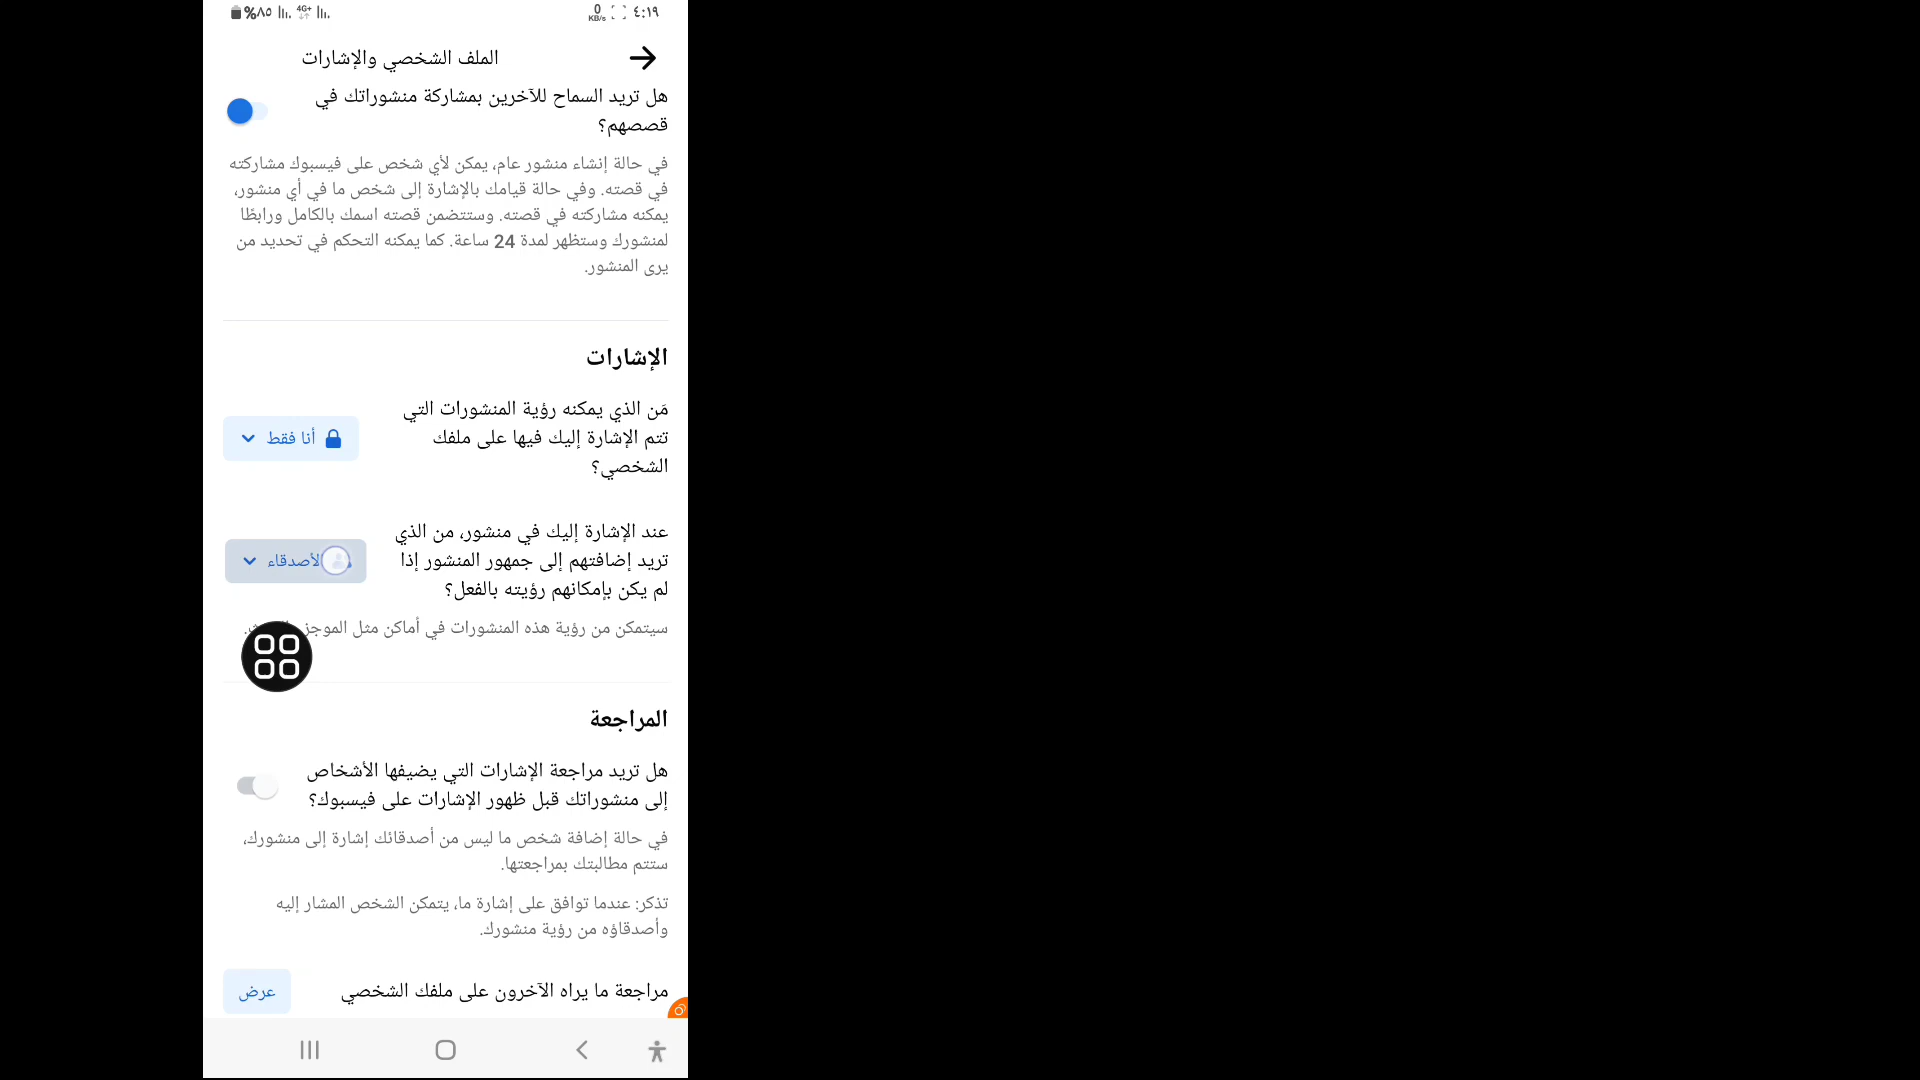 ٤:١٩
0
KB/s
4G+
%٨٥
الملف الشخصي والإشارات
هل تريد السماح للآخرين بمشاركة منشوراتك في
قصصهم؟
في حالة إنشاء منشور عام، يمكن لأي شخص على فيسبوك مشاركته
في قصته. وفي حالة قيامك بالإشارة إلى شخص ما في أي منشور،
يمكنه مشاركته في قصته. وستتضمن قصته اسمك بالكامل ورابطًا
لمنشورك وستظهر لمدة 24 ساعة. كما يمكنه التحكم في تحديد من
يرى المنشور.
الإشارات
مَن الذي يمكنه رؤية المنشورات التي
تتم الإشارة إليك فيها على ملفك
الشخصي؟
أنا فقط
عند الإشارة إليك في منشور، من الذي
تريد إضافتهم إلى جمهور المنشور إذا
لم يكن بإمكانهم رؤيته بالفعل؟
الأصدقاء
سيتمكن من رؤية هذه المنشورات في أماكن مثل الموجز
المراجعة
هل تريد مراجعة الإشارات التي يضيفها الأشخاص
إلى منشوراتك قبل ظهور الإشارات على فيسبوك؟
في حالة إضافة شخص ما ليس من أصدقائك إشارة إلى منشورك،
ستتم مطالبتك بمراجعتها.
تذكر: عندما توافق على إشارة ما، يتمكن الشخص المشار إليه
وأصدقاؤه من رؤية منشورك.
مراجعة ما يراه الآخرون على ملفك الشخصي
عرض